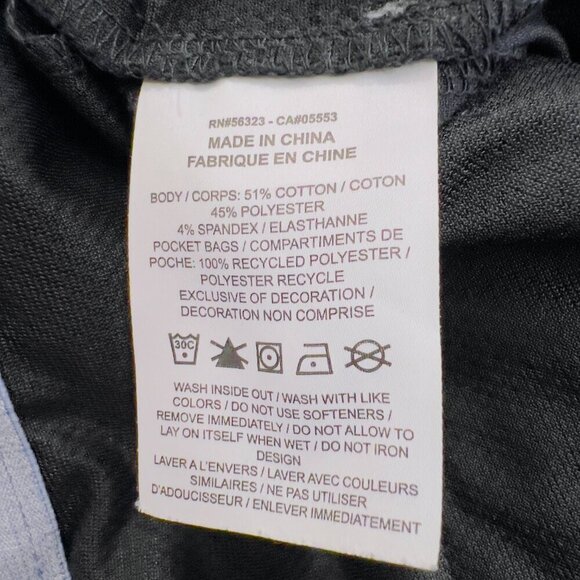 RN#56323 - CA#05553
MADE IN CHINA
FABRIQUE EN CHINE
BODY / CORPS: 51% COTTON / COTON
45% POLYESTER
4% SPANDEX / ELASTHANNE
POCKET BAGS / COMPARTIMENTS DE
POCHE: 100% RECYCLED POLYESTER /
POLYESTER RECYCLE
EXCLUSIVE OF DECORATION /
DECORATION NON COMPRISE
30C
WASH INSIDE OUT / WASH WITH LIKE
COLORS / DO NOT USE SOFTENERS /
REMOVE IMMEDIATELY / DO NOT ALLOW TO
LAY ON ITSELF WHEN WET / DO NOT IRON
DESIGN
LAVER A L'ENVERS / LAVER AVEC COULEURS
SIMILAIRES / NE PAS UTILISER
D'ADOUCISSEUR / ENLEVER IMMEDIATEMENT